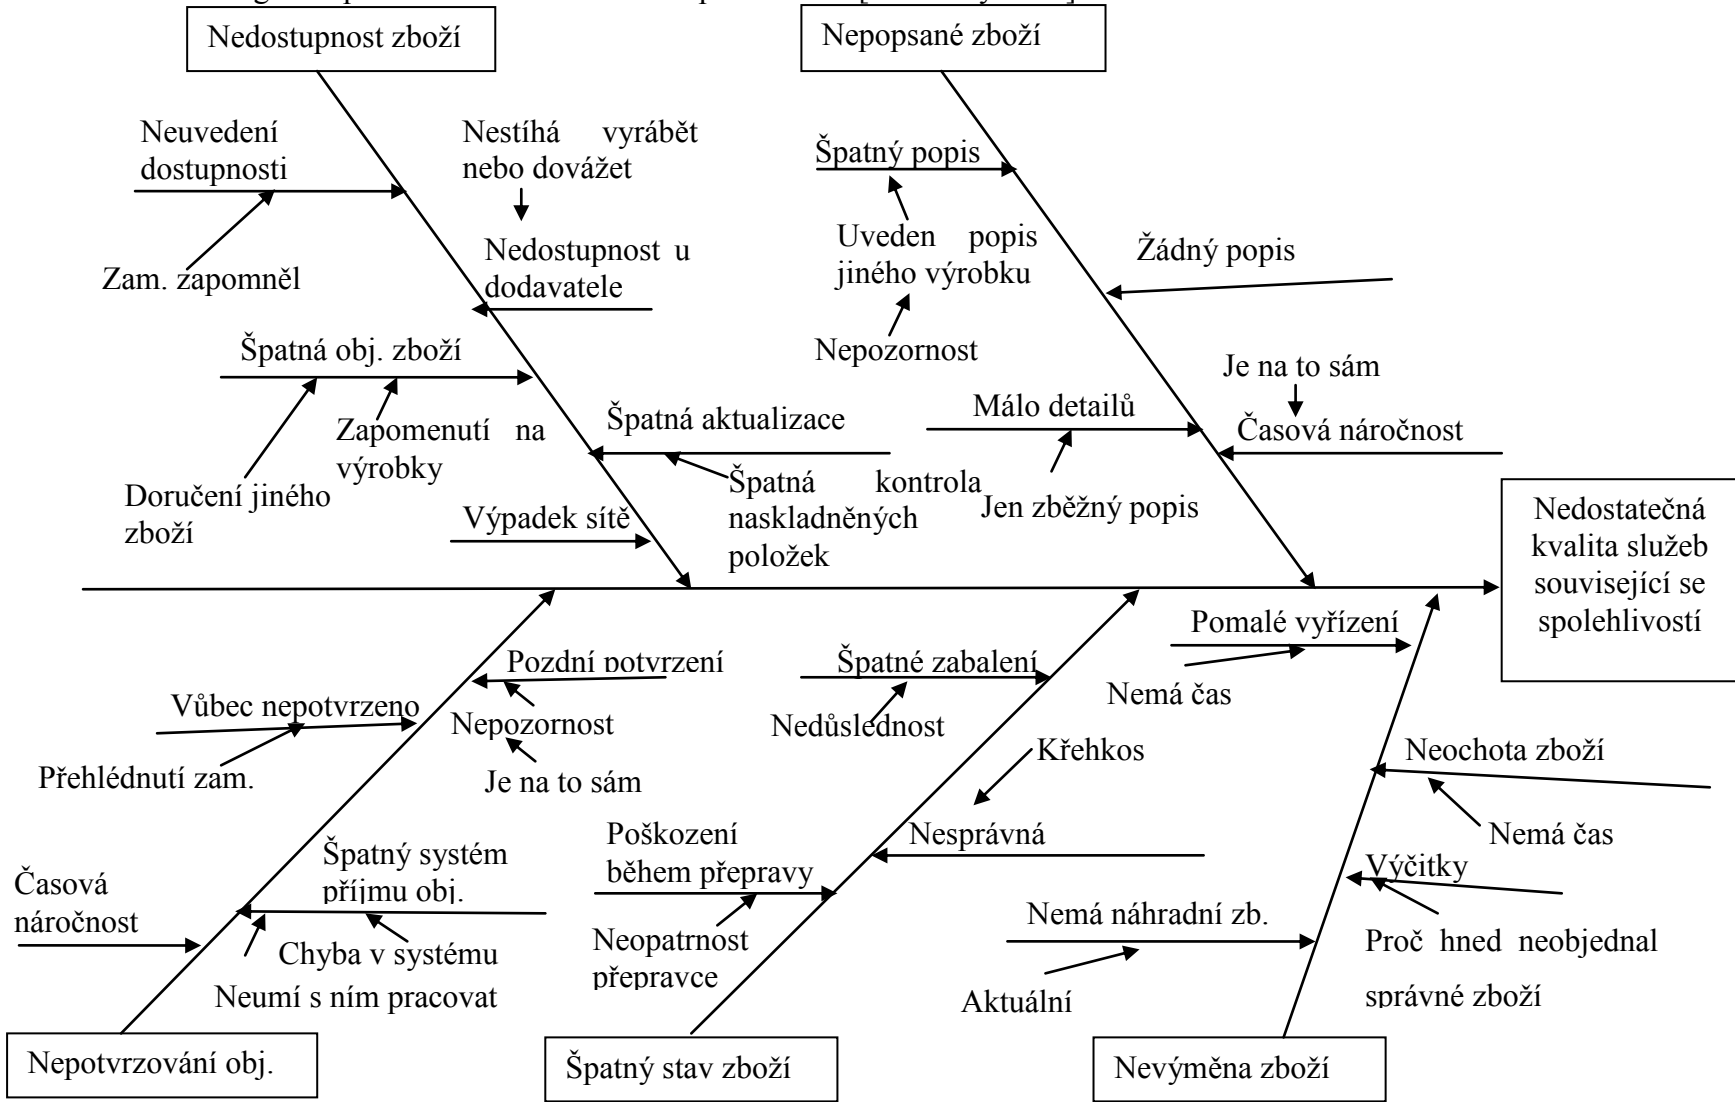 Nedostupnost zboží
Nepopsané zboží
Neuvedení
dostupnosti
Zam. zapomněl
Nestíhá vyrábět
nebo dovážet
Nedostupnost u
dodavatele
Špatná obj. zboží
Zapomenutí na
výrobky
Doručení jiného
zboží
Špatná aktualizace
Špatná kontrola
naskladněných
položek
Výpadek sítě
Špatný popis
Uveden popis
jiného výrobku
Nepozornost
Žádný popis
Je na to sám
Časová náročnost
Málo detailů
Jen zběžný popis
Nedostatečná
kvalita služeb
související se
spolehlivostí
Pozdní potvrzení
Nepozornost
Je na to sám
Vůbec nepotvrzeno
Přehlédnutí zam.
Špatný systém
příjmu obj.
Chyba v systému
Neumí s ním pracovat
Časová
náročnost
Nepotvrzování obj.
Špatné zabalení
Nedůslednost
Křehkos
Nesprávná
Poškození
během přepravy
Neopatrnost
přepravce
Špatný stav zboží
Pomalé vyřízení
Nemá čas
Neochota zboží
Nemá čas
Výčitky
Proč hned neobjednal
správné zboží
Nemá náhradní zb.
Aktuální
Nevýměna zboží